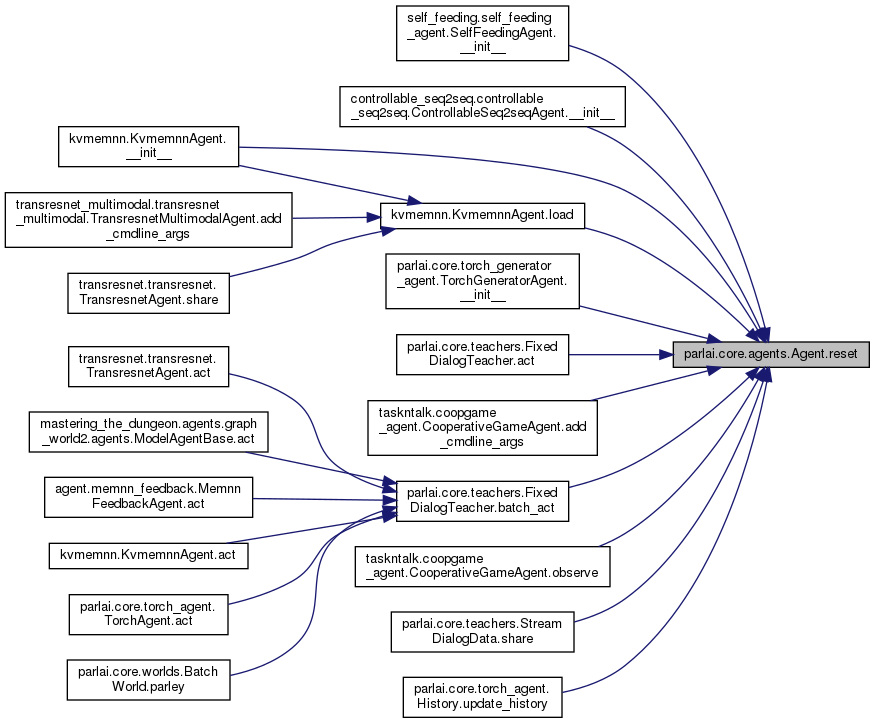 self_feeding.self_feeding
_agent.SelfFeedingAgent.
__init__
controllable_seq2seq.controllable
_seq2seq.ControllableSeq2seqAgent.__init__
kvmemnn.KvmemnnAgent.
__init__
transresnet_multimodal.transresnet
_multimodal.TransresnetMultimodalAgent.add
_cmdline_args
kvmemnn.KvmemnnAgent.load
transresnet.transresnet.
TransresnetAgent.share
parlai.core.torch_generator
_agent.TorchGeneratorAgent.
__init__
parlai.core.teachers.Fixed
DialogTeacher.act
parlai.core.agents.Agent.reset
transresnet.transresnet.
TransresnetAgent.act
taskntalk.coopgame
_agent.CooperativeGameAgent.add
_cmdline_args
mastering_the_dungeon.agents.graph
_world2.agents.ModelAgentBase.act
agent.memnn_feedback.Memnn
FeedbackAgent.act
parlai.core.teachers.Fixed
DialogTeacher.batch_act
kvmemnn.KvmemnnAgent.act
taskntalk.coopgame
_agent.CooperativeGameAgent.observe
parlai.core.torch_agent.
TorchAgent.act
parlai.core.teachers.Stream
DialogData.share
parlai.core.worlds.Batch
World.parley
parlai.core.torch_agent.
History.update_history